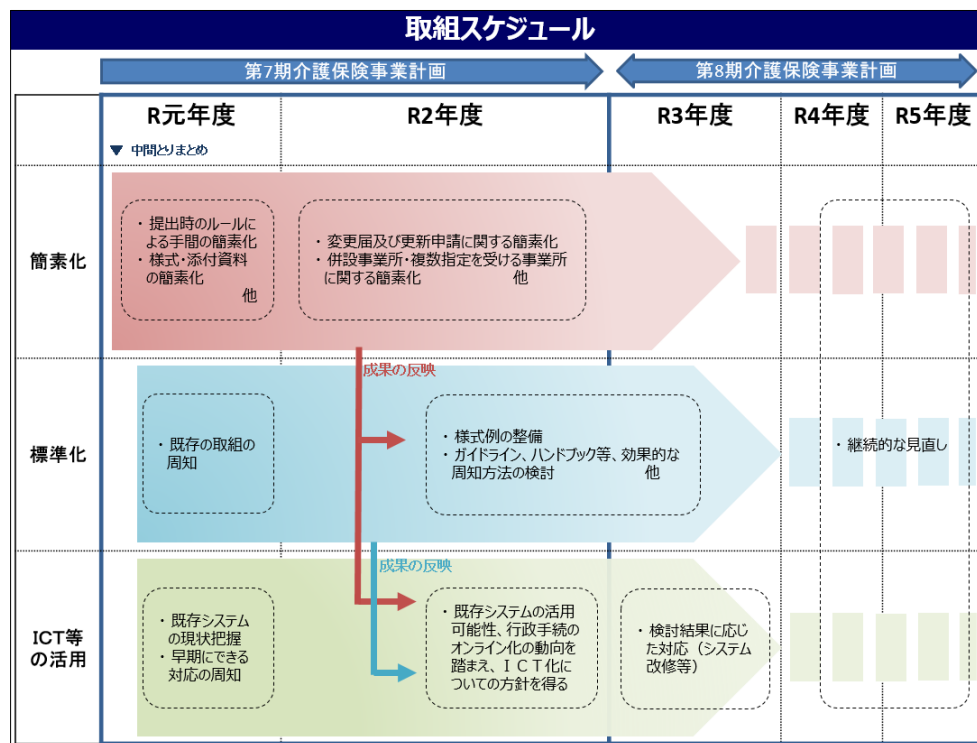 取組スケジュール
第7期介護保険事業計画
第8期介護保険事業計画
R元年度
R2年度
R3年度
R4年度
R5年度
▼ 中間とりまとめ
簡素化
・ 提出時のルールに
よる手間の簡素化
・ 様式・添付資料
の簡素化
他
・ 変更届及び更新申請に関する簡素化
・ 併設事業所・複数指定を受ける事業所
に関する簡素化 他
成果の反映
標準化
・ 既存の取組の
周知
・ 様式例の整備
・ ガイドライン、ハンドブック等、効果的な
周知方法の検討 他
・ 継続的な見直し
成果の反映
ICT等
の活用
・ 既存システム
の現状把握
・ 早期にできる
対応の周知
・ 既存システムの活用
可能性、行政手続の
オンライン化の動向を
踏まえ、ＩＣＴ化に
ついての方針を得る
・ 検討結果に応じ
た対応（システム
改修等）